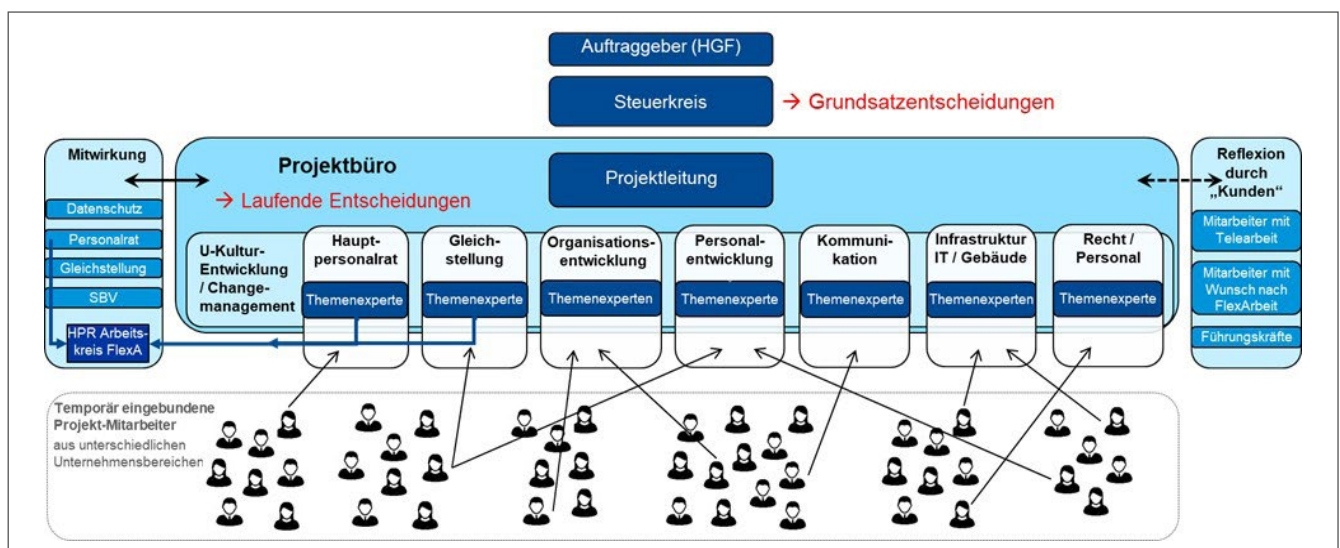 Auftraggeber (HGF)
Steuerkreis
→ Grundsatzentscheidungen
Mitwirkung
Datenschutz
Personalrat
Gleichstellung
SBV
HPR Arbeits-
kreis FlexA
Projektbüro
→ Laufende Entscheidungen
Projektleitung
U-Kultur-
Entwicklung
/ Change-
management
Haupt-
personalrat
Themenexperte
Gleich-
stellung
Themenexperte
Organisations-
entwicklung
Themenexperten
Personal-
entwicklung
Themenexperte
Kommuni-
kation
Themenexperte
Infrastruktur
IT / Gebäude
Themenexperten
Recht /
Personal
Themenexperte
Reflexion
durch
„Kunden“
Mitarbeiter mit
Telearbeit
Mitarbeiter mit
Wunsch nach
FlexArbeit
Führungskräfte
Temporär eingebundene
Projekt-Mitarbeiter
aus unterschiedlichen
Unternehmensbereichen